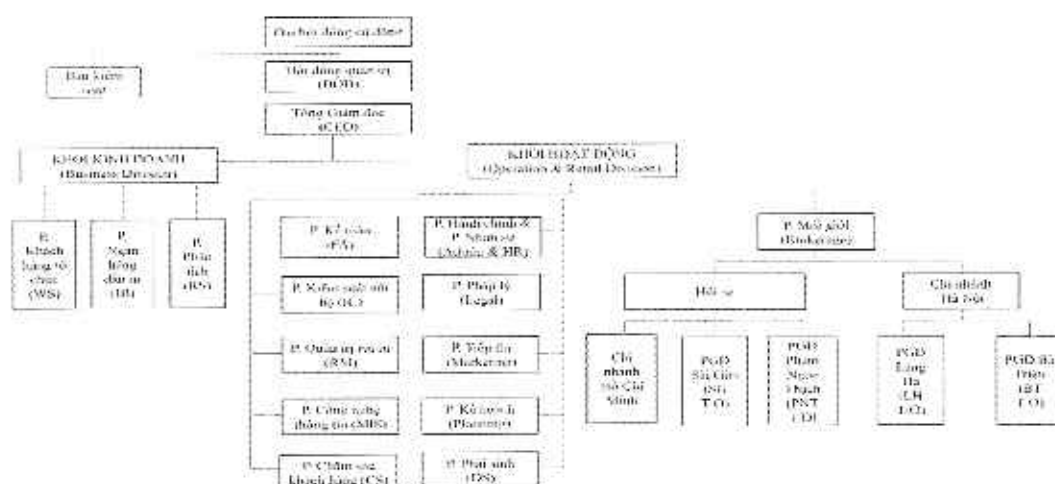 Đại hội đồng cổ đông
Ban kiểm
soát
Hội đồng quản trị
(BOD)
Tổng Giám đốc
(CEO)
KHỐI KINH DOANH
(Business Division)
KHỐI HOẠT ĐỘNG
(Operation & Retail Division)
P.
Khách
hàng tổ
chức
(WS)
P.
Ngân
hàng
đầu tư
(IB)
P.
Phân
tích
(RS)
P. Kế toán
(FA)
P. Hành chính &
P. Nhân sự
(Admin & HR)
P. Kiểm soát nội
bộ (IC)
P. Pháp lý
(Legal)
P. Quản trị rủi ro
(RM)
P. Tiếp thị
(Marketing)
P. Công nghệ
thông tin (MIS)
P. Kế hoạch
(Planning)
P. Chăm sóc
khách hàng (CS)
P. Phái sinh
(DS)
P. Môi giới
(Brokerage)
Hội sở
Chi nhánh
Hà Nội
Chi
nhánh
Hồ Chí
Minh
PGD
Sài Gòn
(SG
T.O)
PGD
Phạm
Ngọc
Thạch
(PNT
T.O)
PGD
Láng
Hạ
(LH
T.O)
PGD Bà
Triệu
(BT
T.O)